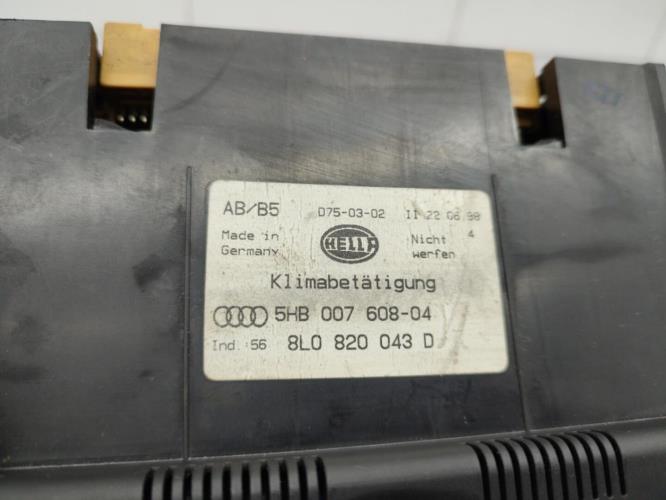 AB/B5 D75-03-02 II 22 06 98
Made in Germany HELLA Nicht werfen 4
Klimabetätigung
5HB 007 608-04
Ind. 56 8L0 820 043 D